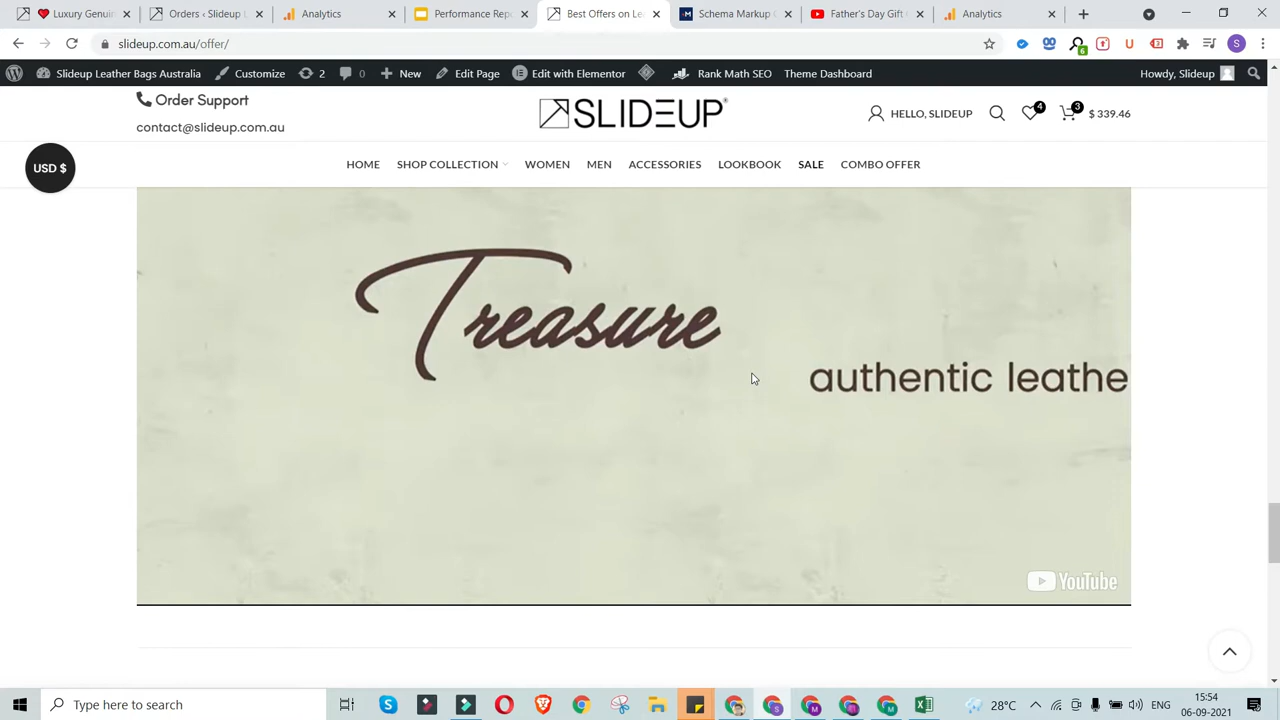 Luxury Genuin
Orders ‹ Slideup L
Analytics
Performance Repo
Best Offers on Le
Schema Markup G
Father's Day Gift
Analytics
slideup.com.au/offer/
6
S
Slideup Leather Bags Australia
Customize
2
0
New
Edit Page
Edit with Elementor
Rank Math SEO
Theme Dashboard
Howdy, Slideup
Order Support
contact@slideup.com.au
SLIDEUP®
HELLO, SLIDEUP
4
3
$ 339.46
USD $
HOME
SHOP COLLECTION
WOMEN
MEN
ACCESSORIES
LOOKBOOK
SALE
COMBO OFFER
Treasure
authentic leathe
YouTube
Type here to search
28°C
ENG
15:54
06-09-2021